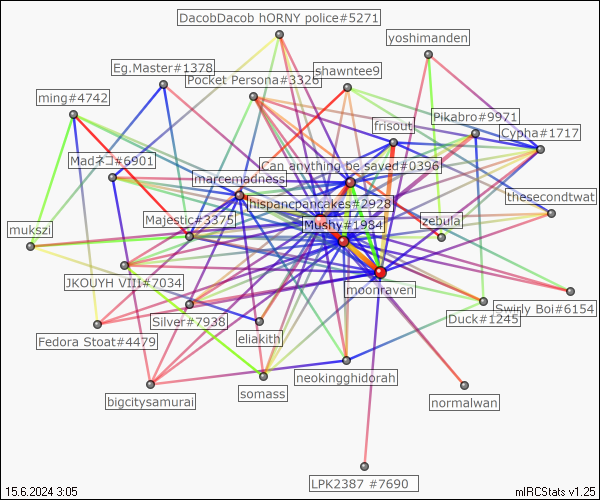 DacobDacob hORNY police#5271
yoshimanden
Eg.Master#1378
shawntee9
Pocket Persona#3326
ming#4742
Pikabro#9971
frisout
Cypha#1717
Madネコ#6901
Can anything be saved#0396
marcemadness
thesecondtwat
hispancpancakes#2928
Majestic#3375
zebula
Mushy#1984
mukszi
JKOUYH VIII#7034
moonraven
Swirly Boi#6154
Silver#7938
Duck#1245
eliakith
Fedora Stoat#4479
neokingghidorah
somass
bigcitysamurai
normalwan
LPK2387 #7690
15.6.2024 3:05
mIRCStats v1.25